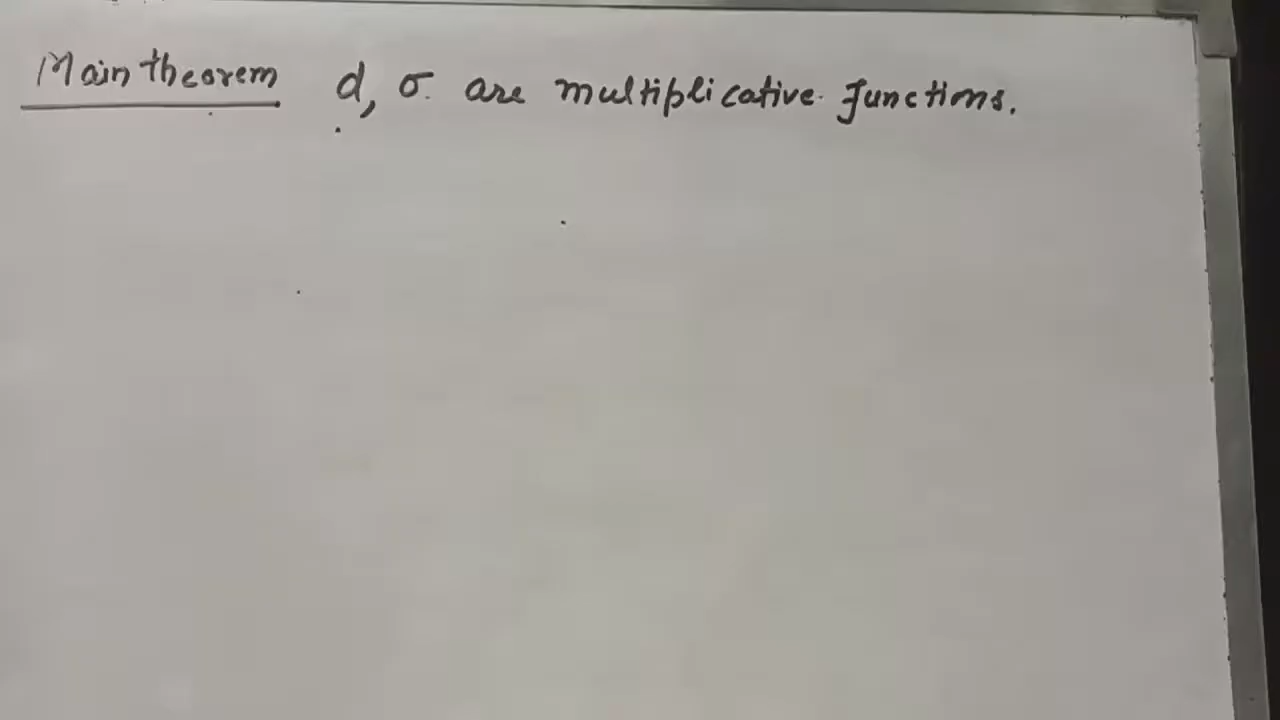 Main theorem d, σ are multiplicative functions.